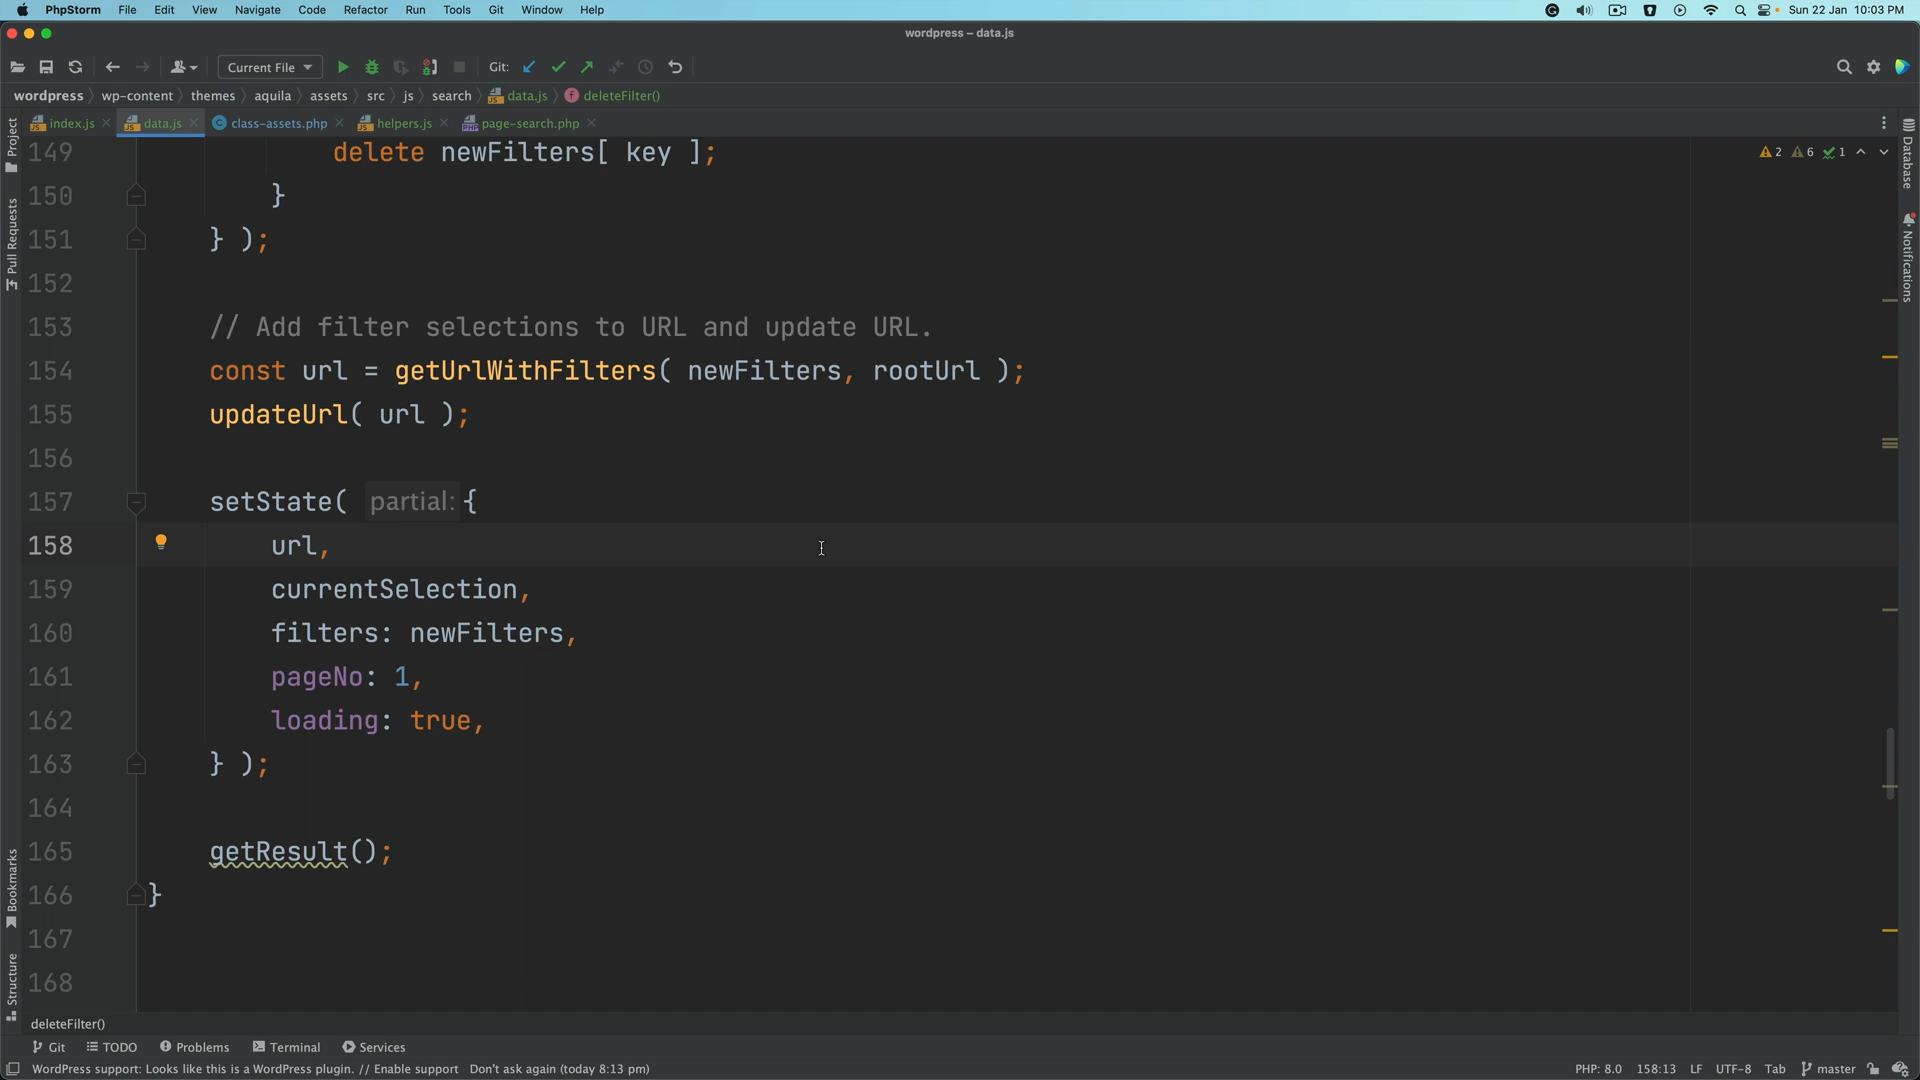 PhpStorm File Edit View Navigate Code Refactor Run Tools Git Window Help Sun 22 Jan 10:03 PM
wordpress – data.js
Current File Git:
wordpress wp-content themes aquila assets src js search data.js deleteFilter()
index.js data.js class-assets.php helpers.js page-search.php
149 delete newFilters[ key ];
150 }
151 } );
152
153 // Add filter selections to URL and update URL.
154 const url = getUrlWithFilters( newFilters, rootUrl );
155 updateUrl( url );
156
157 setState( partial: {
158 url,
159 currentSelection,
160 filters: newFilters,
161 pageNo: 1,
162 loading: true,
163 } );
164
165 getResult();
166 }
167
168
2 6 1
Project
Pull Requests
Bookmarks
Structure
Database
Notifications
deleteFilter()
Git TODO Problems Terminal Services
WordPress support: Looks like this is a WordPress plugin. // Enable support Don't ask again (today 8:13 pm) PHP: 8.0 158:13 LF UTF-8 Tab master